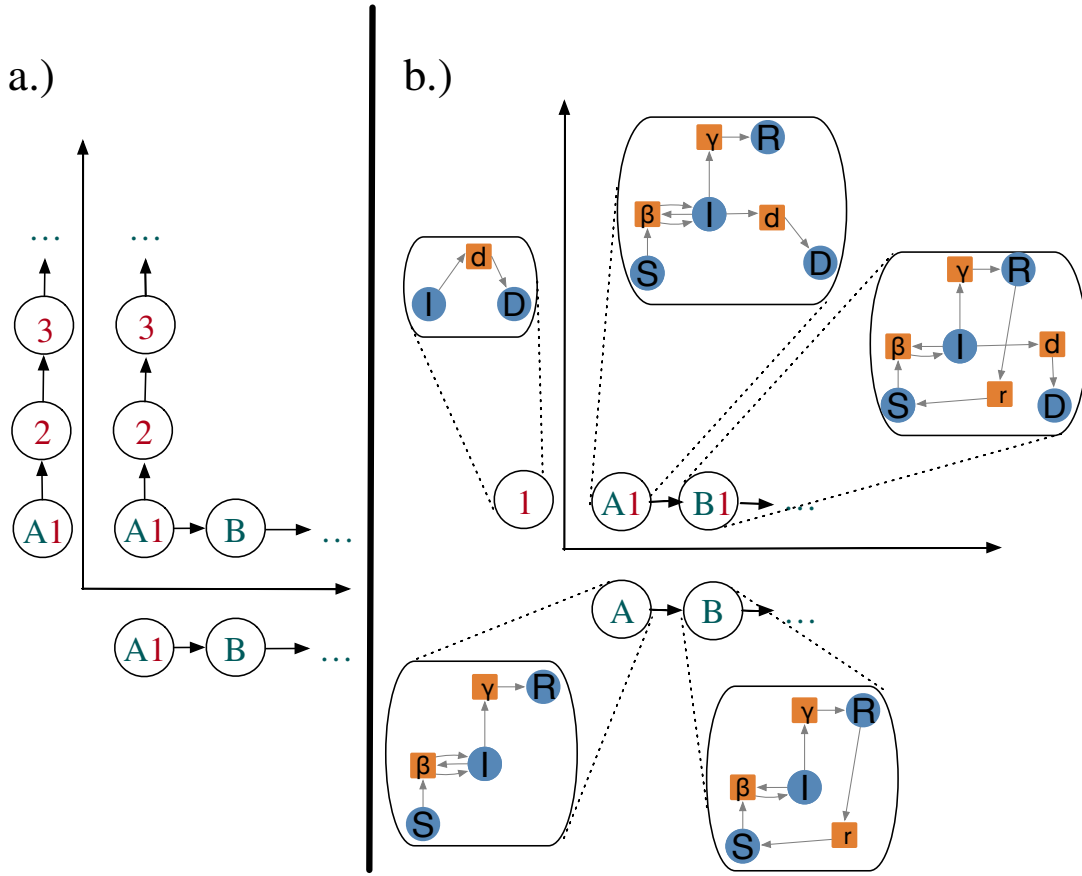 a.)
b.)
... ...
3 3
2 2
A1 A1 B ...
A1 B ...
γ R
β I d
S D
d
I D
γ R
β I d
S r D
1 A1 B1 ...
A B ...
γ R
β I
S
γ R
β I
S r